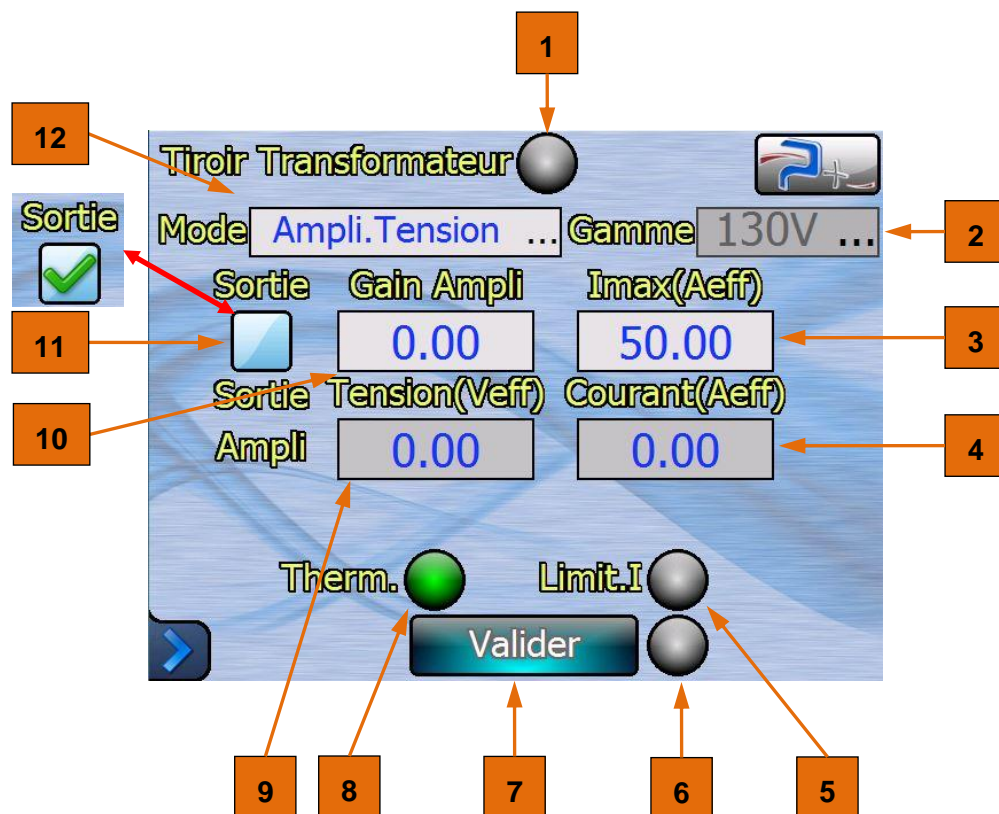 1
12
Tiroir Transformateur
Sortie
Mode Ampli.Tension ... Gamme 130V ...
2
Sortie Gain Ampli Imax(Aeff)
11
0.00 50.00
3
Sortie Tension(Veff) Courant(Aeff)
10
Ampli 0.00 0.00
4
Therm. Limit.I
Valider
9 8 7 6 5